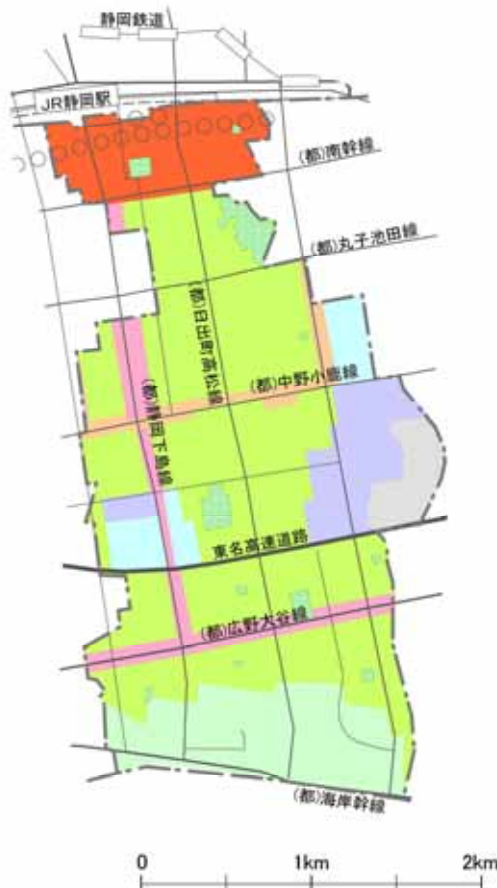 静岡鉄道
JR静岡駅
(都)南幹線
(都)丸子池田線
(都)日出町高松線
(都)中野小鹿線
(都)静岡下島線
東名高速道路
(都)広野大谷線
(都)海岸幹線
0 1km 2km